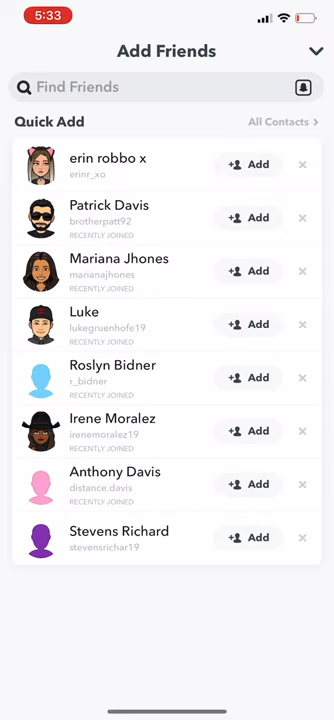 5:33
Add Friends
Find Friends
Quick Add
All Contacts
erin robbo x
erinr_xo
Add
Patrick Davis
brotherpatt92
RECENTLY JOINED
Add
Mariana Jhones
marianajhones
RECENTLY JOINED
Add
Luke
lukegruenhofe19
RECENTLY JOINED
Add
Roslyn Bidner
r_bidner
RECENTLY JOINED
Add
Irene Moralez
irenemoralez19
RECENTLY JOINED
Add
Anthony Davis
distance.davis
RECENTLY JOINED
Add
Stevens Richard
stevensrichar19
Add